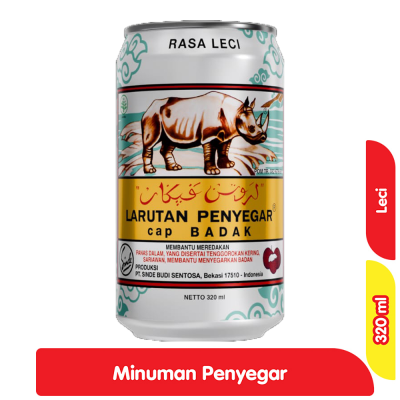 RASA LECI
"لاروتن ڤڽݢر"
LARUTAN PENYEGAR®
cap BADAK
MEMBANTU MEREDAKAN
PANAS DALAM, YANG DISERTAI TENGGOROKAN KERING,
SARIAWAN, MEMBANTU MENYEGARKAN BADAN
PRODUKSI
PT. SINDE BUDI SENTOSA, Bekasi 17510 - Indonesia
NETTO 320 ml
Leci
320 ml
Minuman Penyegar